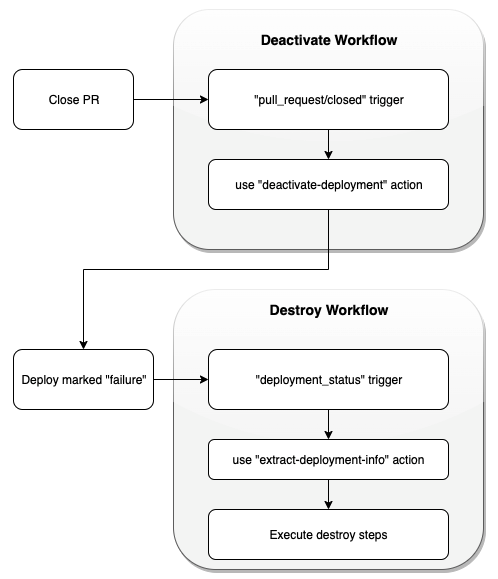 Deactivate Workflow
Close PR
"pull_request/closed" trigger
use "deactivate-deployment" action
Destroy Workflow
Deploy marked "failure"
"deployment_status" trigger
use "extract-deployment-info" action
Execute destroy steps